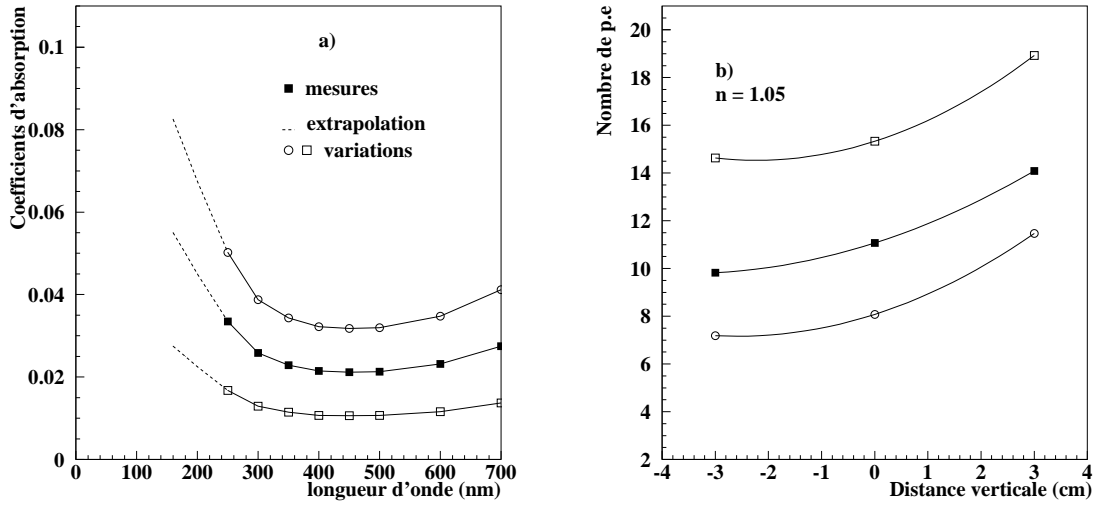 Coefficients d'absorption
0.1
0.08
0.06
0.04
0.02
0
a)
mesures
extrapolation
variations
0 100 200 300 400 500 600 700
longueur d'onde (nm)
Nombre de p.e
20
18
16
14
12
10
8
6
4
2
b)
n = 1.05
-4 -3 -2 -1 0 1 2 3 4
Distance verticale (cm)